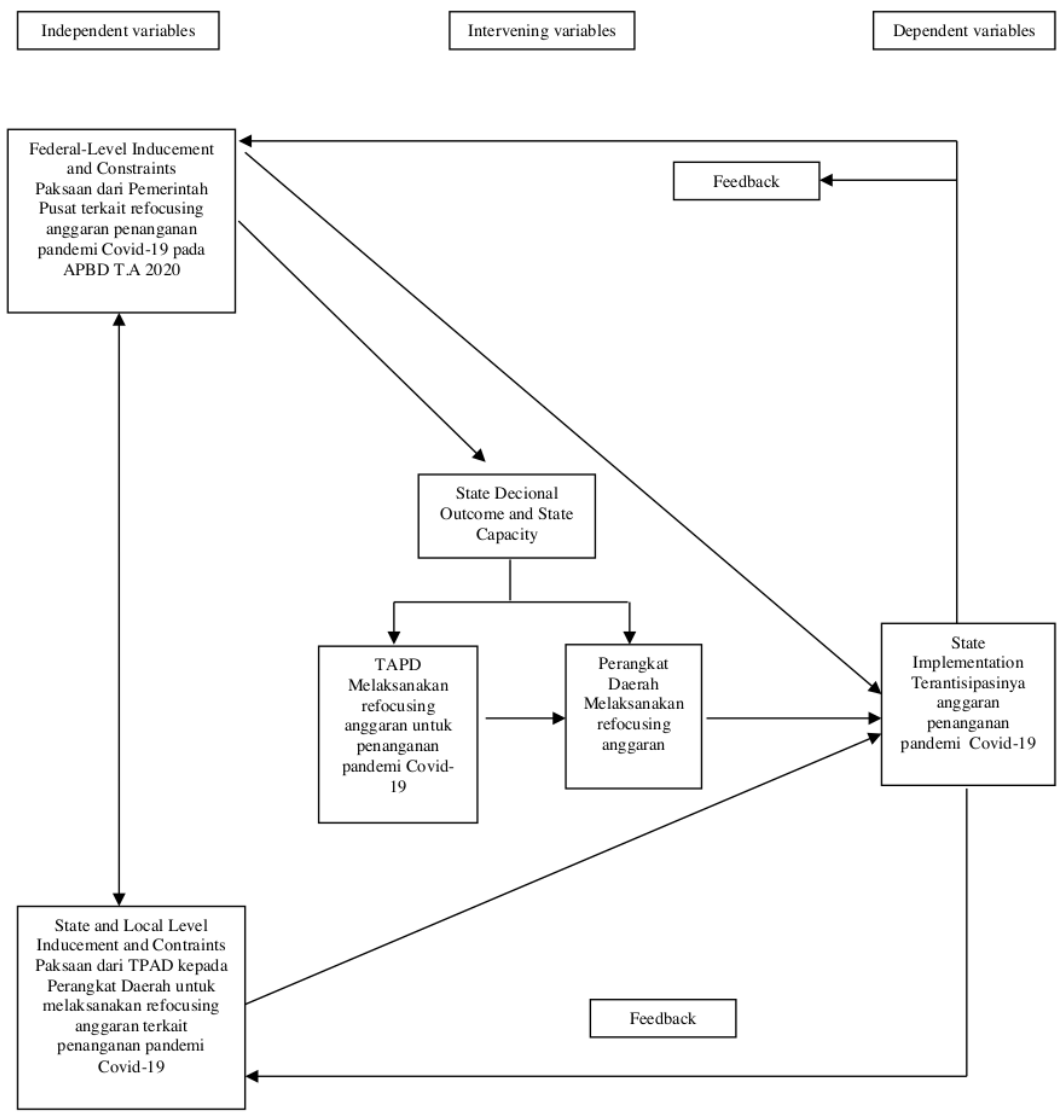 Independent variables
Intervening variables
Dependent variables
Federal-Level Inducement
and Constraints
Paksaan dari Pemerintah
Pusat terkait refocusing
anggaran penanganan
pandemi Covid-19 pada
APBD T.A 2020
Feedback
State Decional
Outcome and State
Capacity
TAPD
Melaksanakan
refocusing
anggaran untuk
penanganan
pandemi Covid-
19
Perangkat
Daerah
Melaksanakan
refocusing
anggaran
State
Implementation
Terantisipasinya
anggaran
penanganan
pandemi Covid-19
State and Local Level
Inducement and Contraints
Paksaan dari TPAD kepada
Perangkat Daerah untuk
melaksanakan refocusing
anggaran terkait
penanganan pandemi
Covid-19
Feedback